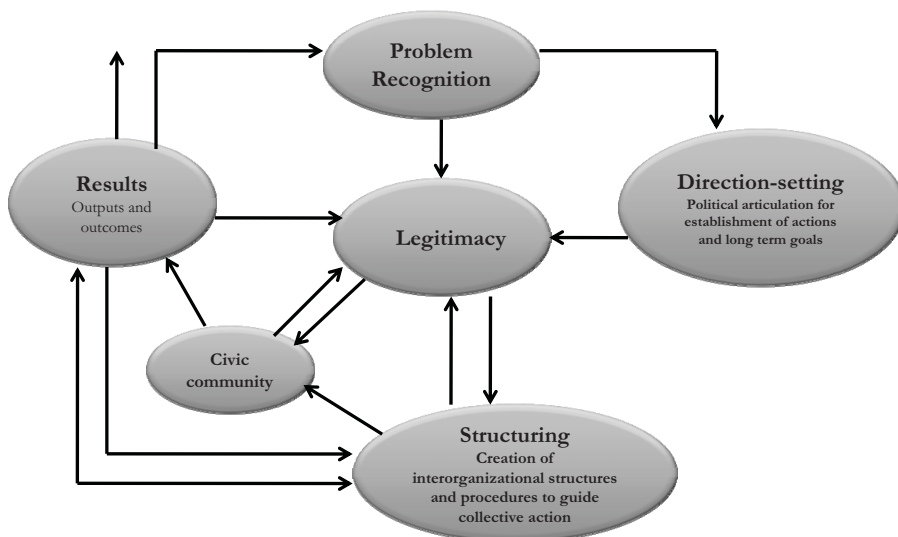 Problem
Recognition
Results
Outputs and
outcomes
Direction-setting
Political articulation for
establishment of actions
and long term goals
Legitimacy
Civic
community
Structuring
Creation of
interorganizational structures
and procedures to guide
collective action